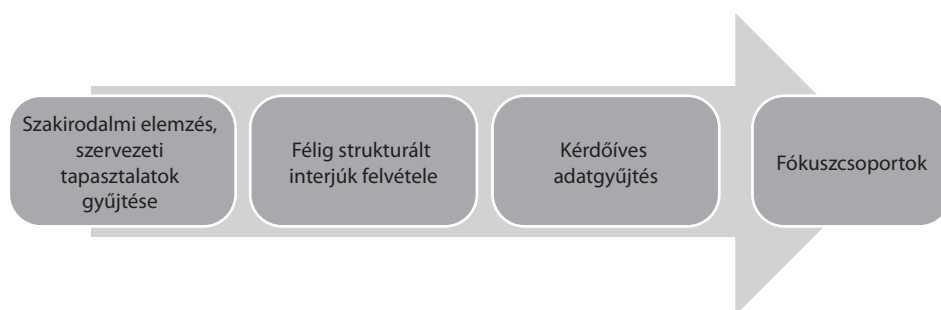 Szakirodalmi elemzés,
szervezeti
tapasztalatok
gyűjtése
Félig strukturált
interjúk felvétele
Kérdőíves
adatgyűjtés
Fókuszcsoportok